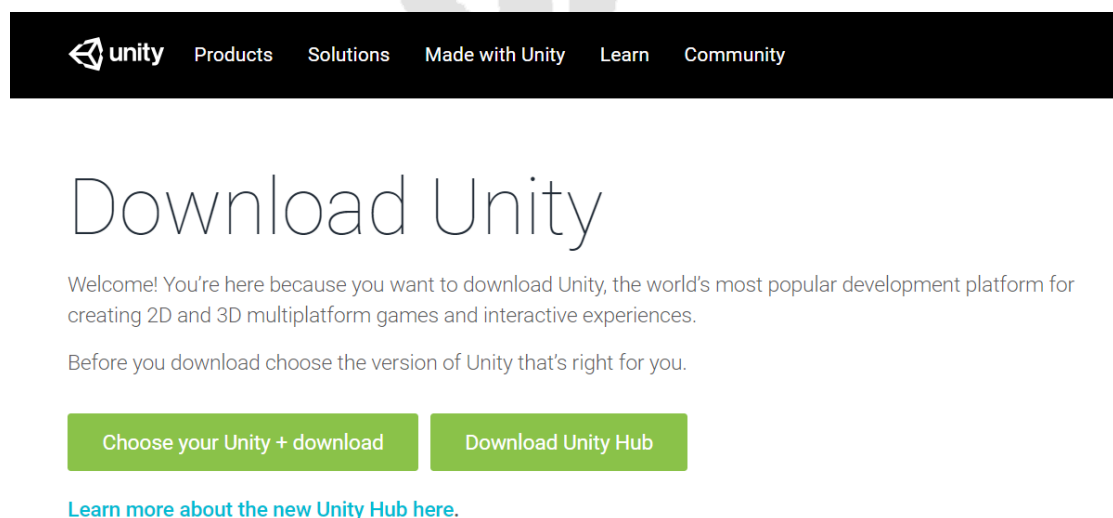 unity Products Solutions Made with Unity Learn Community
Download Unity
Welcome! You're here because you want to download Unity, the world's most popular development platform for
creating 2D and 3D multiplatform games and interactive experiences.
Before you download choose the version of Unity that's right for you.
Choose your Unity + download Download Unity Hub
Learn more about the new Unity Hub here.